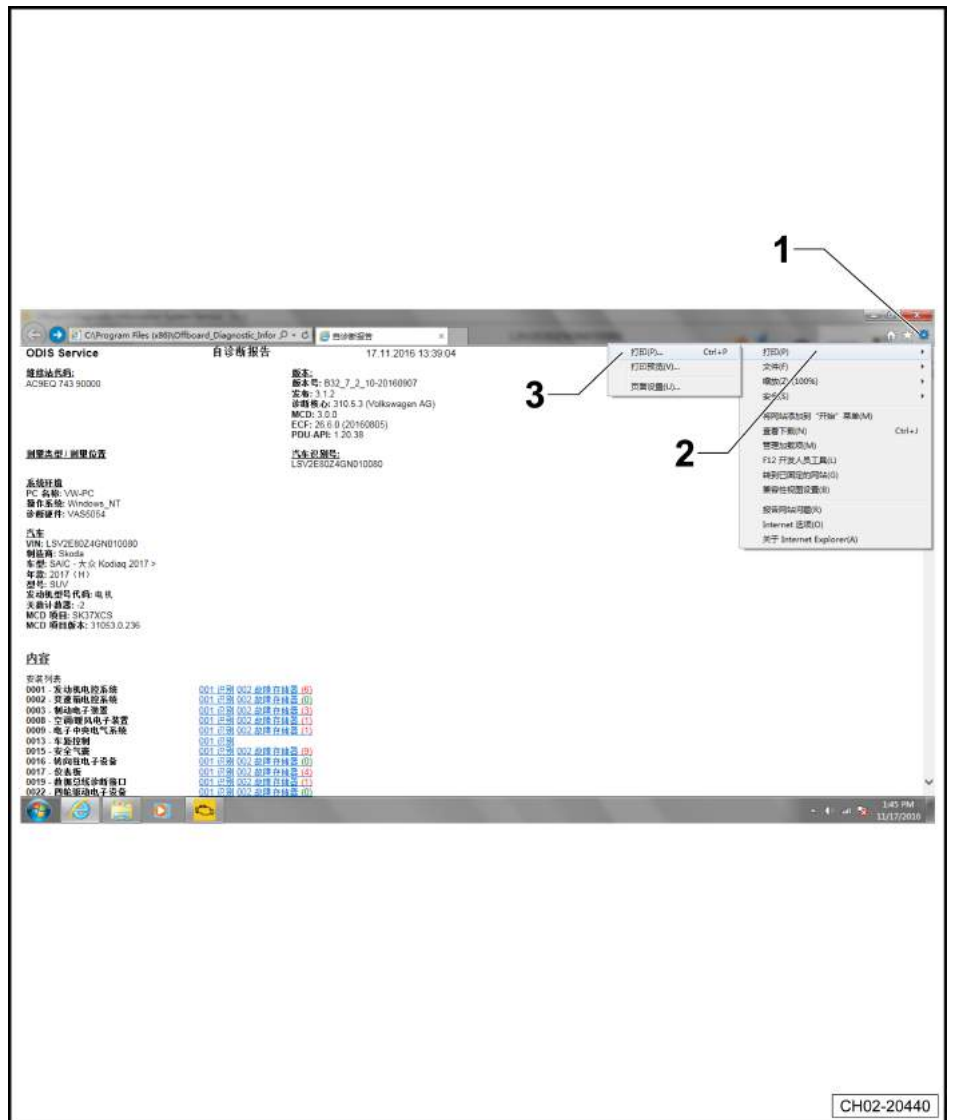 1
C:\Program Files (x86)\Offboard_Diagnostic_Infor
自诊断报告
ODIS Service 自诊断报告 17.11.2016 13:39:04
打印(P)... Ctrl+P
打印预览(V)...
页面设置(U)...
3
打印(P)
文件(F)
缩放(Z) (100%)
安全(S)
将网站添加到“开始”菜单(M)
查看下载(N) Ctrl+J
管理加载项(M)
F12 开发人员工具(L)
转到已固定的网站(G)
兼容性视图设置(B)
报告网站问题(R)
Internet 选项(O)
关于 Internet Explorer(A)
2
维修站代码:
AC9EQ 743 90000
版本:
版本号: B32_7_2_10-20160907
发布: 3.1.2
诊断核心: 310.5.3 (Volkswagen AG)
MCD: 3.0.0
ECF: 26.6.0 (20160805)
PDU-API: 1.20.38
测量类型 | 测量位置
汽车识别号:
LSV2E80Z4GN010080
系统环境
PC 名称: VW-PC
操作系统: Windows_NT
诊断硬件: VAS5054
汽车
VIN: LSV2E80Z4GN010080
制造商: Skoda
车型: SAIC - 大众 Kodiaq 2017 >
年款: 2017 (H)
型号: SUV
发动机型号代码: 电机
天数计数器: -2
MCD 项目: SK37XCS
MCD 项目版本: 31053.0.236
内容
安装列表
0001 - 发动机电控系统 001 识别 002 故障存储器 (6)
0002 - 变速箱电控系统 001 识别 002 故障存储器 (0)
0003 - 制动电子装置 001 识别 002 故障存储器 (3)
0008 - 空调/暖风电子装置 001 识别 002 故障存储器 (1)
0009 - 电子中央电气系统 001 识别 002 故障存储器 (1)
0013 - 车距控制 001 识别
0015 - 安全气囊 001 识别 002 故障存储器 (9)
0016 - 转向柱电子设备 001 识别 002 故障存储器 (0)
0017 - 仪表板 001 识别 002 故障存储器 (4)
0019 - 数据总线诊断接口 001 识别 002 故障存储器 (1)
0022 - 四轮驱动电子设备 001 识别 002 故障存储器 (0)
1:45 PM
11/17/2016
CH02-20440